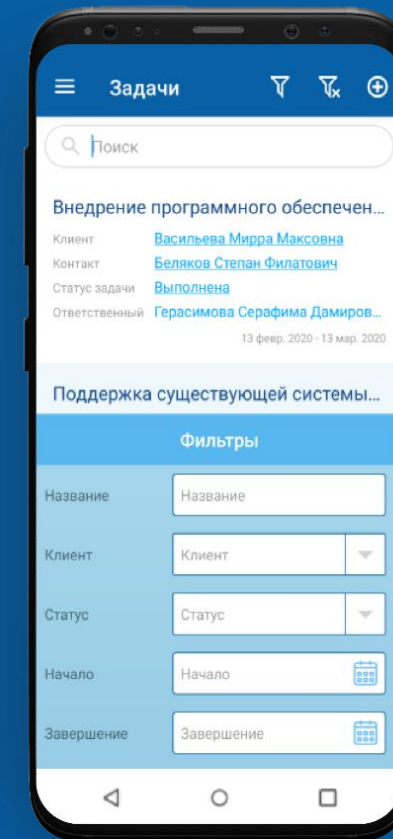 Задачи
Поиск
Внедрение программного обеспечен...
Клиент Васильева Мирра Максовна
Контакт Беляков Степан Филатович
Статус задачи Выполнена
Ответственный Герасимова Серафима Дамиров...
13 февр. 2020 - 13 мар. 2020
Поддержка существующей системы...
Фильтры
Название Название
Клиент Клиент
Статус Статус
Начало Начало
Завершение Завершение